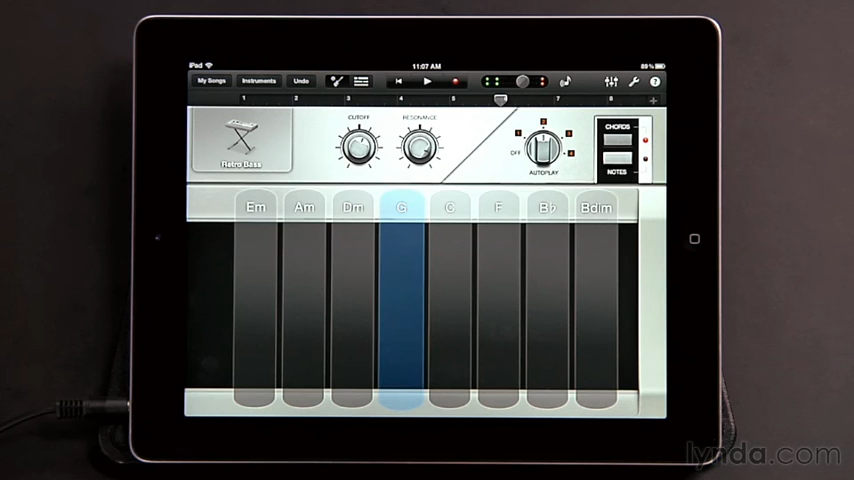 iPad 11:07 AM 89%
My Songs Instruments Undo ?
1 2 3 4 5 7 8 +
CUTOFF RESONANCE
Retro Bass
OFF 1 2 3 4
AUTOPLAY
CHORDS
NOTES
Em Am Dm G C F B♭ Bdim
lynda.com